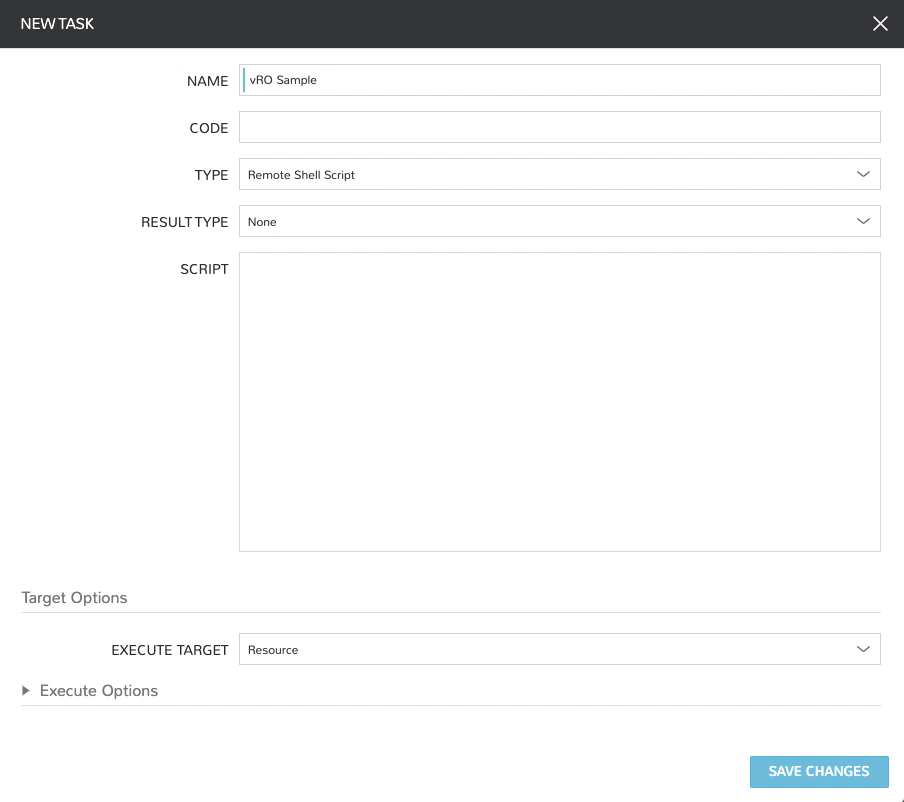 NEW TASK
NAME vRO Sample
CODE
TYPE Remote Shell Script
RESULT TYPE None
SCRIPT
Target Options
EXECUTE TARGET Resource
Execute Options
SAVE CHANGES